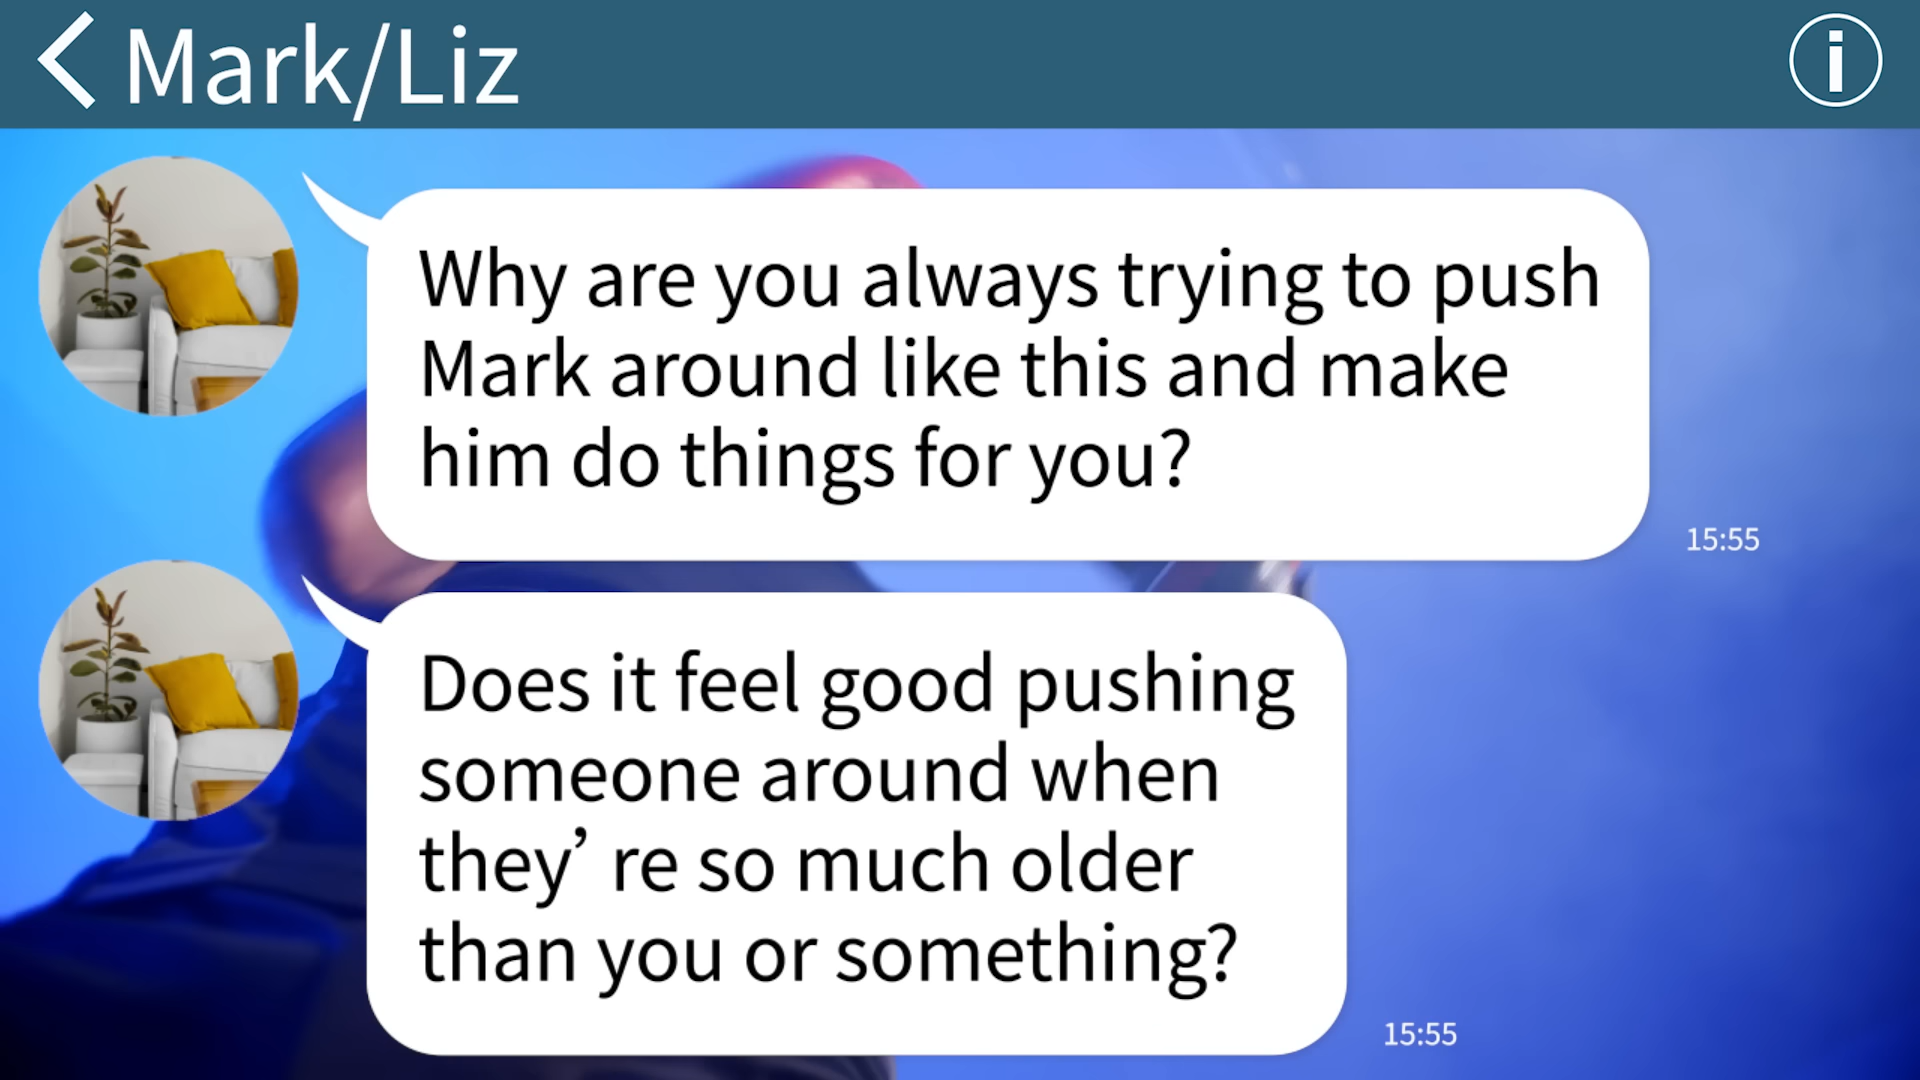 Mark/Liz
Why are you always trying to push
Mark around like this and make
him do things for you?
15:55
Does it feel good pushing
someone around when
they’ re so much older
than you or something?
15:55